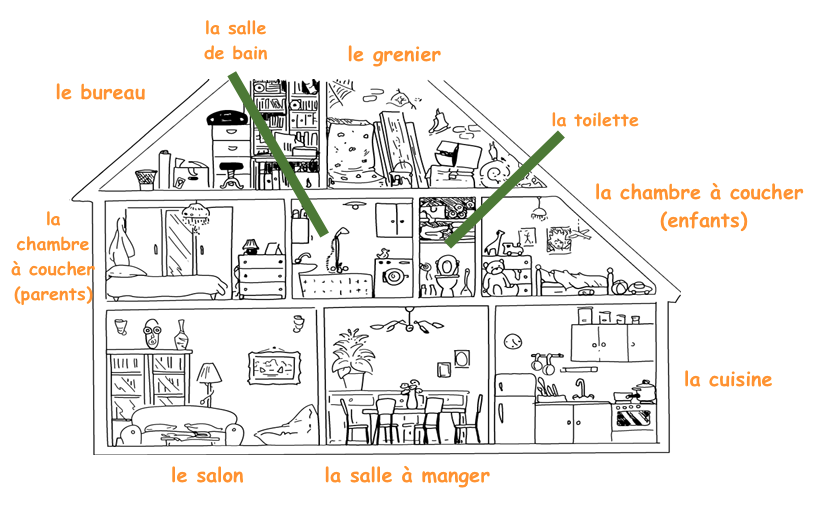 la salle
de bain
le grenier
le bureau
la toilette
la chambre à coucher
(enfants)
la
chambre
à coucher
(parents)
la cuisine
le salon
la salle à manger